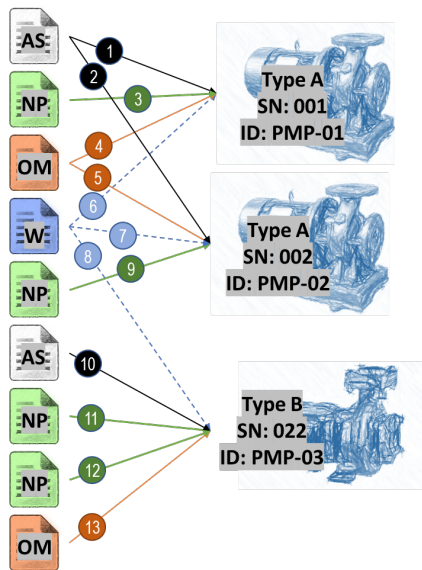 AS
1
2
NP
3
Type A
SN: 001
ID: PMP-01
OM
4
5
W
6
7
8
Type A
SN: 002
ID: PMP-02
NP
9
AS
10
NP
11
Type B
SN: 022
ID: PMP-03
NP
12
OM
13